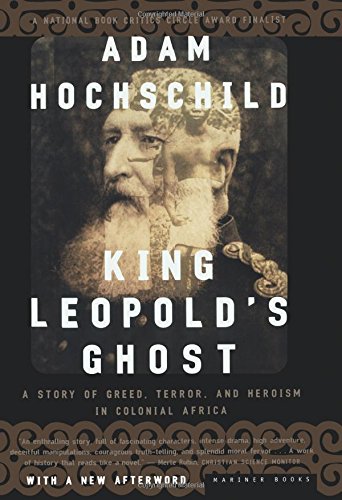 A NATIONAL BOOK CRITICS CIRCLE AWARD FINALIST
ADAM
HOCHSCHILD
KING
LEOPOLD'S
GHOST
A STORY OF GREED, TERROR, AND HEROISM
IN COLONIAL AFRICA
"An enthralling story, full of fascinating characters, intense drama, high adventure,
deceitful manipulations, courageous truth-telling, and splendid moral fervor . . . A work
of history that reads like a novel." — Merle Rubin, CHRISTIAN SCIENCE MONITOR
WITH A NEW AFTERWORD
MARINER BOOKS